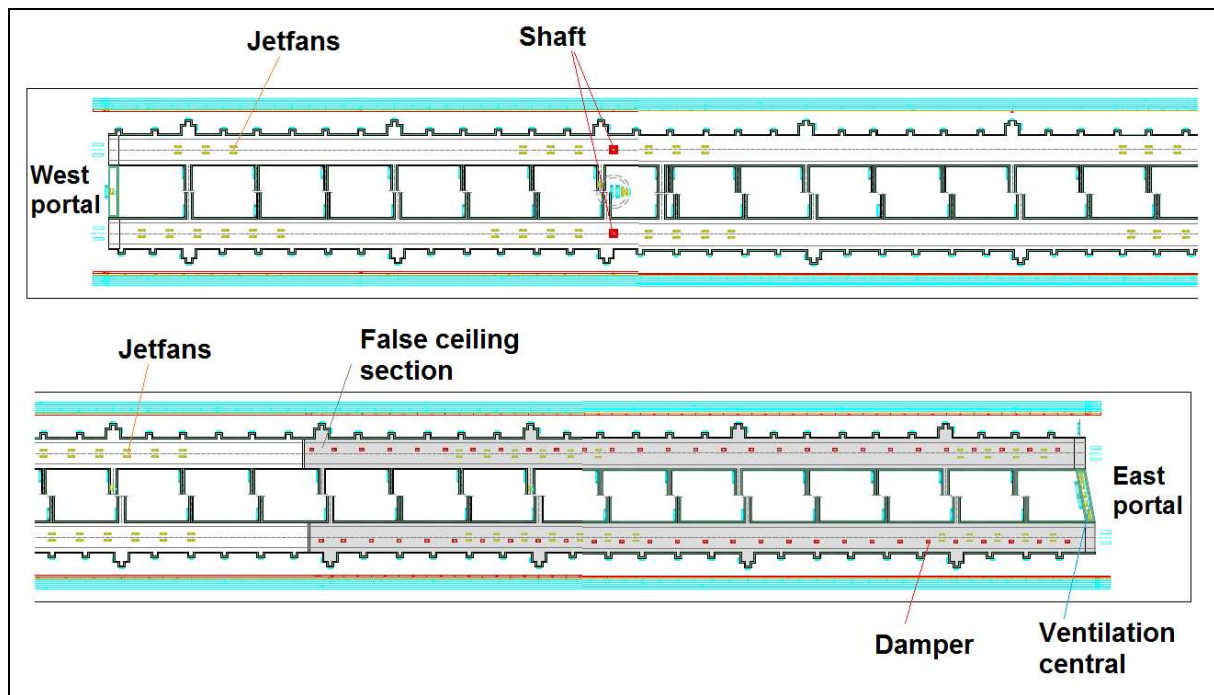 Jetfans
Shaft
West
portal
Jetfans
False ceiling
section
East
portal
Damper
Ventilation
central